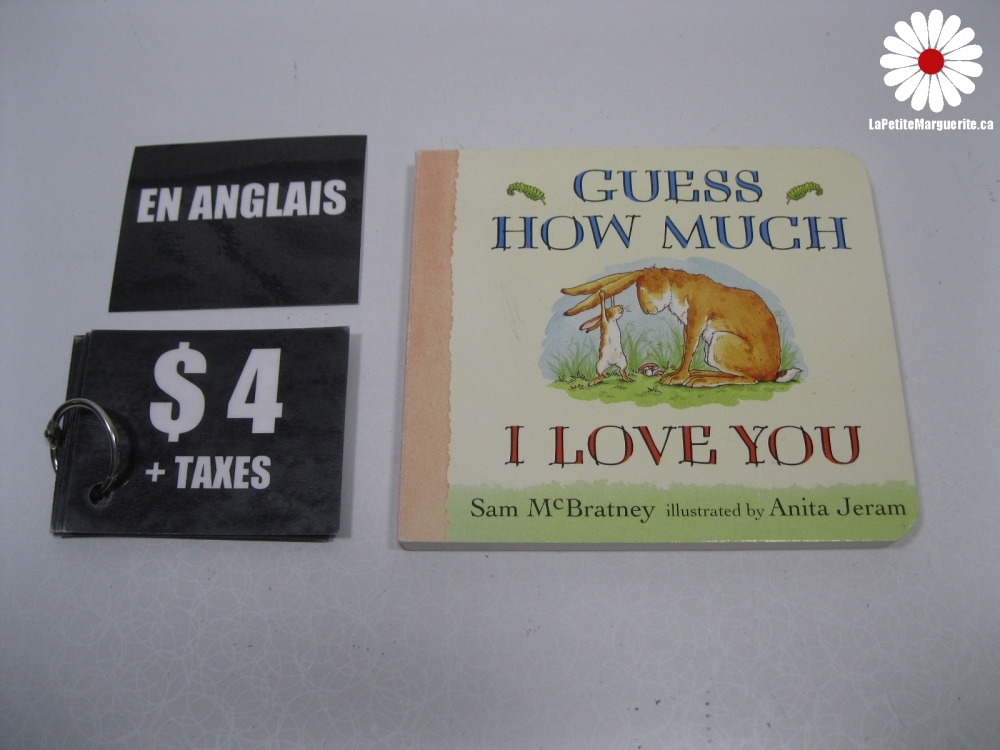 LaPetiteMarguerite.ca
EN ANGLAIS
$ 4
+ TAXES
GUESS
HOW MUCH
I LOVE YOU
Sam McBratney illustrated by Anita Jeram